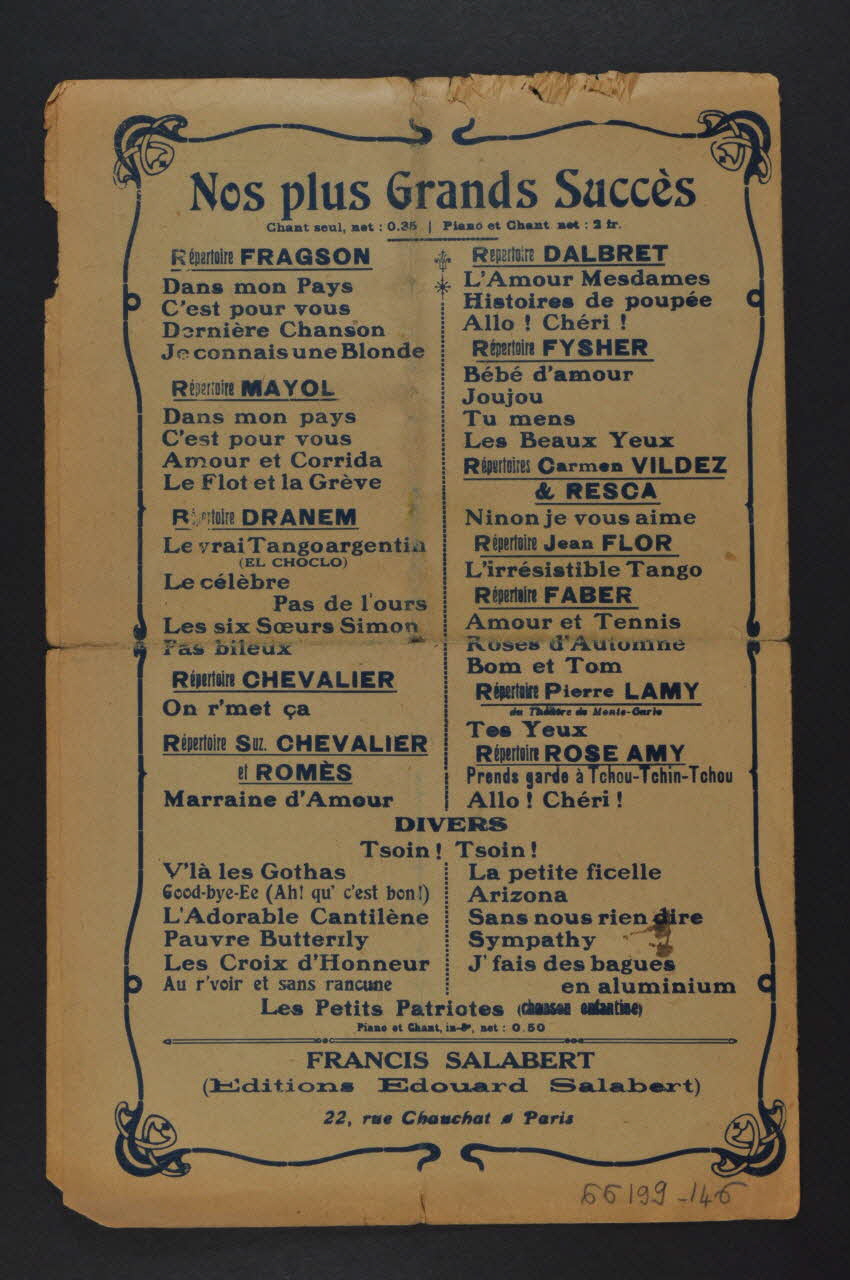 Nos plus Grands Succès
Chant seul, net : 0.35 | Piano et Chant net : 2 fr.
Répertoire FRAGSON
Dans mon Pays
C'est pour vous
Dernière Chanson
Je connais une Blonde
Répertoire MAYOL
Dans mon pays
C'est pour vous
Amour et Corrida
Le Flot et la Grève
Répertoire DRANEM
Le vrai Tango argentin
(EL CHOCLO)
Le célèbre
Pas de l'ours
Les six Sœurs Simon
Pas bileux
Répertoire CHEVALIER
On r'met ça
Répertoire Suz. CHEVALIER
et ROMÈS
Marraine d'Amour
Repertoire DALBRET
L'Amour Mesdames
Histoires de poupée
Allo ! Chéri !
Répertoire FYSHER
Bébé d'amour
Joujou
Tu mens
Les Beaux Yeux
Répertoires Carmen VILDEZ
& RESCA
Ninon je vous aime
Répertoire Jean FLOR
L'irrésistible Tango
Répertoire FABER
Amour et Tennis
Roses d'Automne
Bom et Tom
Répertoire Pierre LAMY
du Théâtre de Monte-Carlo
Tes Yeux
Répertoire ROSE AMY
Prends garde à Tchou-Tchin-Tchou
Allo ! Chéri !
DIVERS
Tsoin ! Tsoin !
V'là les Gothas
Good-bye-Ee (Ah! qu' c'est bon!)
L'Adorable Cantilène
Pauvre Butterfly
Les Croix d'Honneur
Au r'voir et sans rancune
La petite ficelle
Arizona
Sans nous rien dire
Sympathy
J' fais des bagues
en aluminium
Les Petits Patriotes (chanson enfantine)
Piano et Chant, in-8º, net : 0.50
FRANCIS SALABERT
(Editions Edouard Salabert)
22, rue Chauchat Paris
66199-146